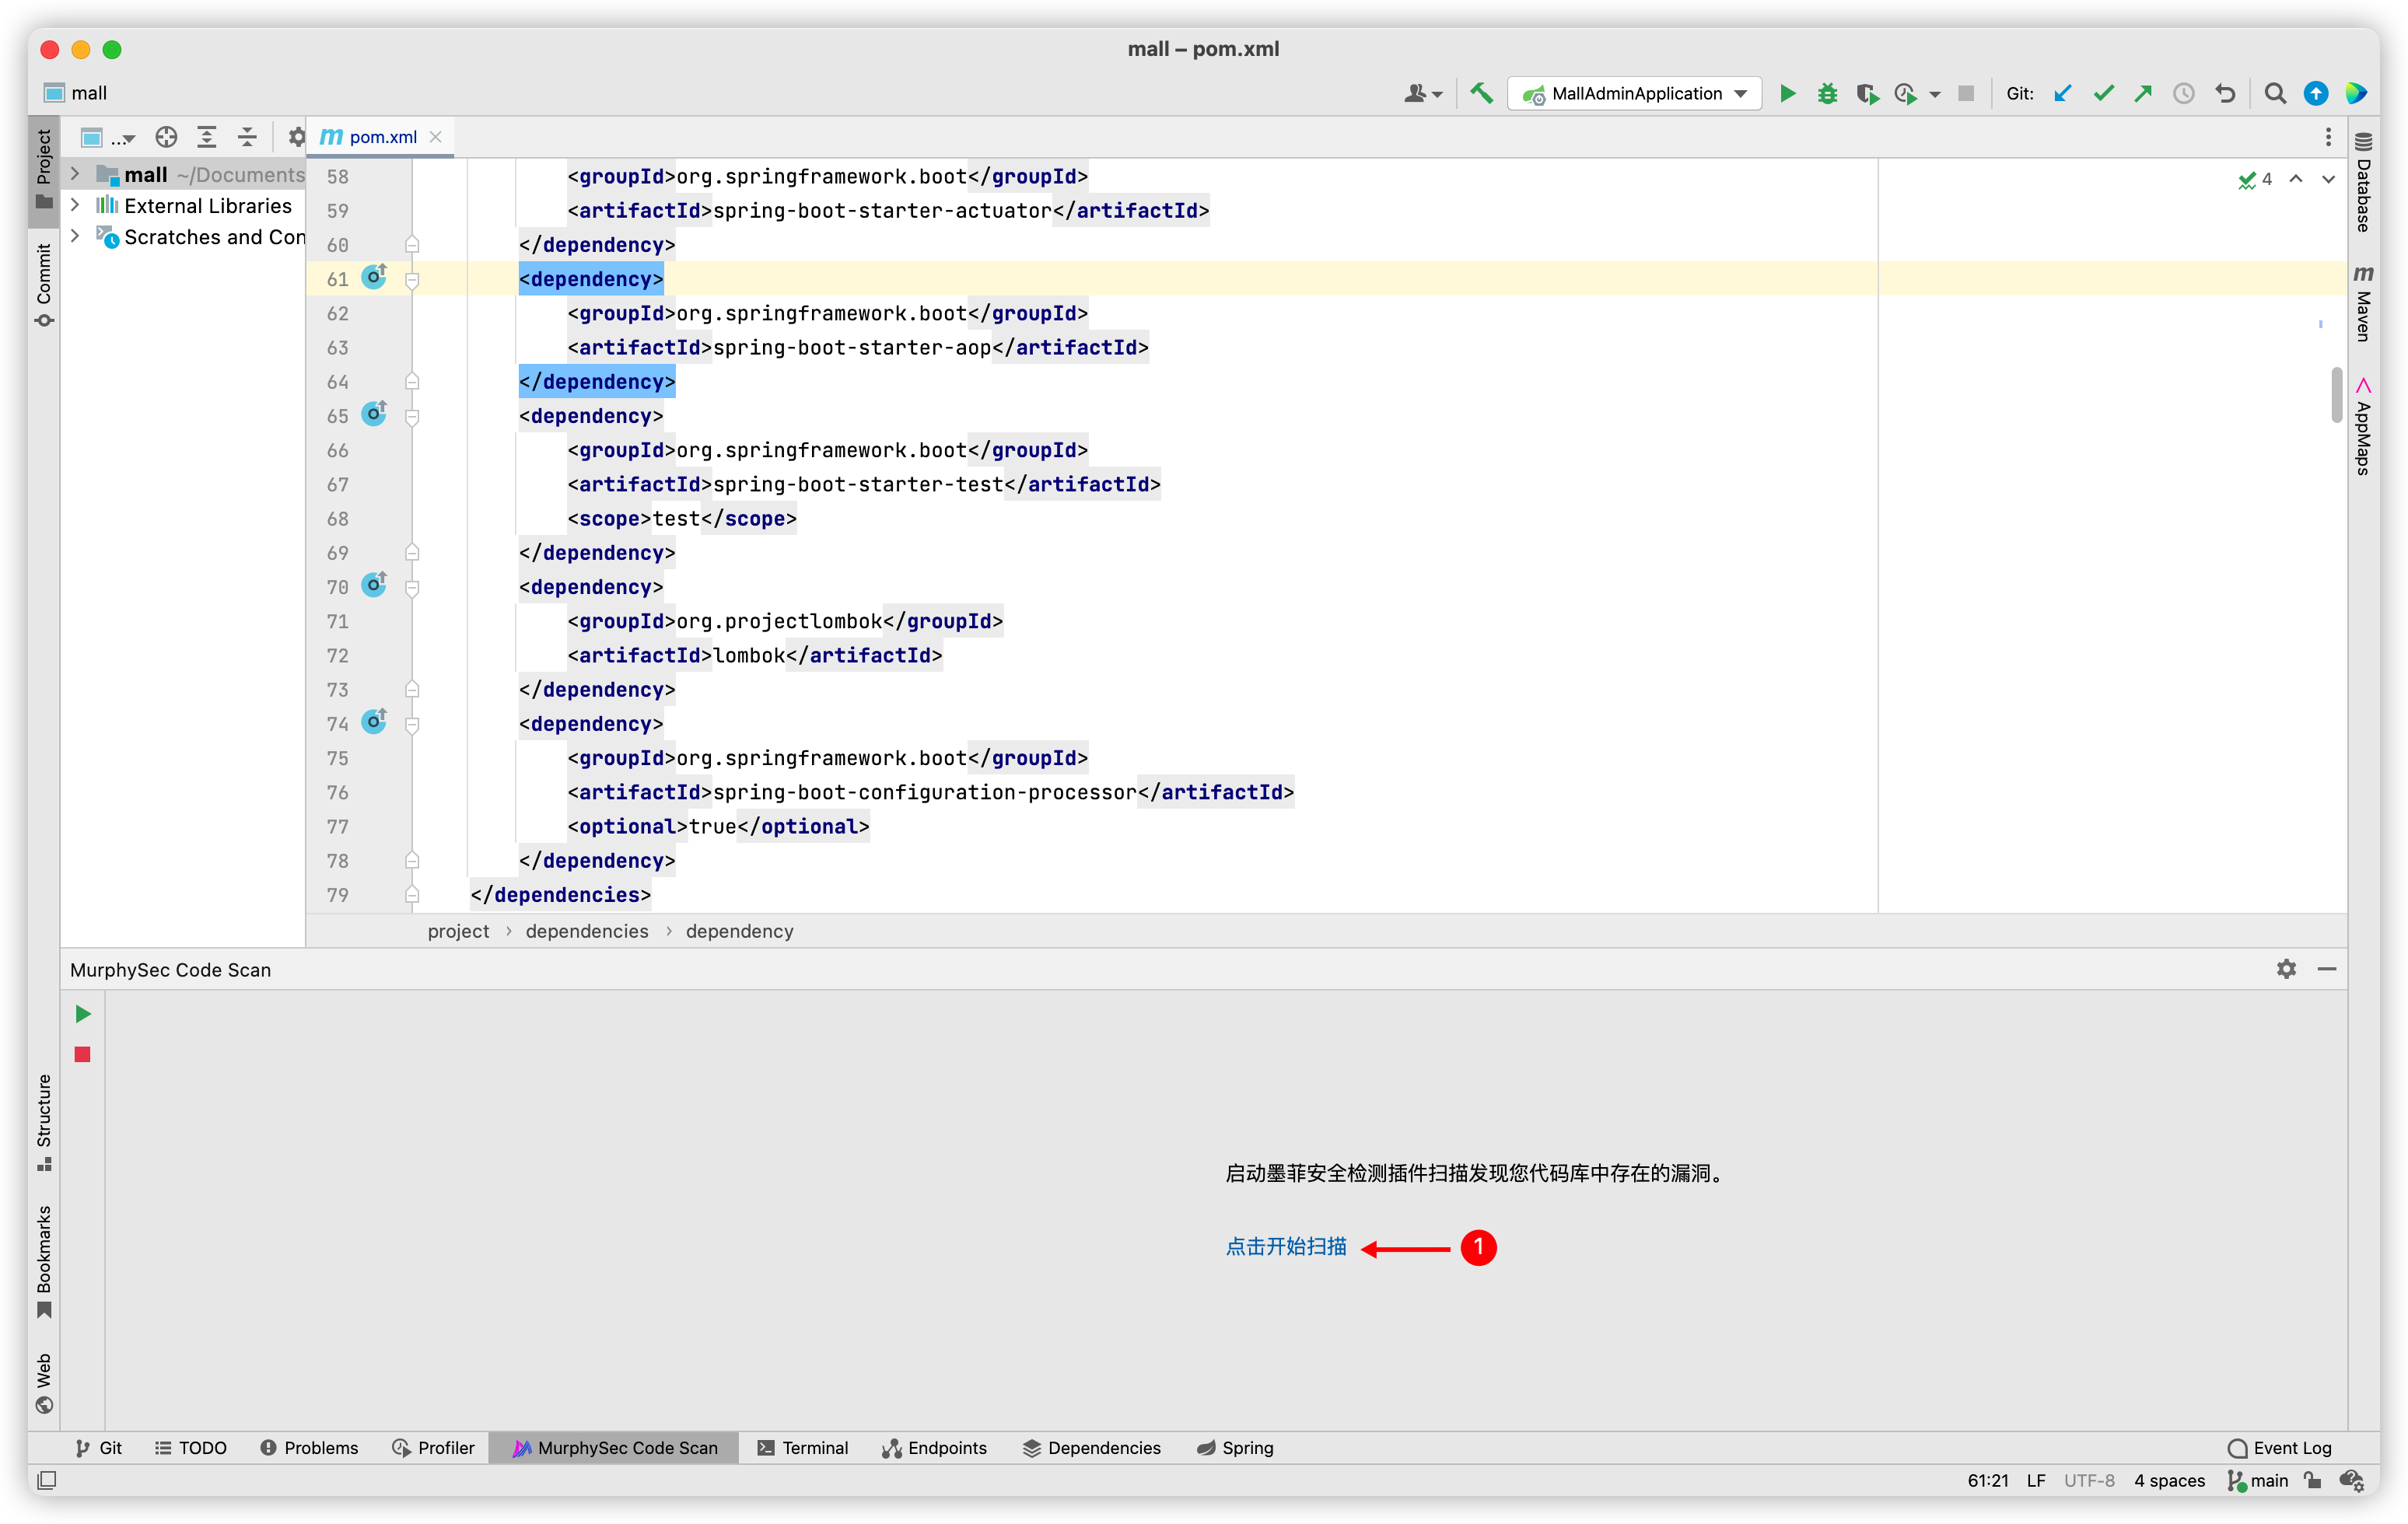 mall – pom.xml
mall
MallAdminApplication
Git:
Project
...
pom.xml
mall ~/Documents
External Libraries
Scratches and Con
Commit
58 <groupId>org.springframework.boot</groupId>
59 <artifactId>spring-boot-starter-actuator</artifactId>
60 </dependency>
61 <dependency>
62 <groupId>org.springframework.boot</groupId>
63 <artifactId>spring-boot-starter-aop</artifactId>
64 </dependency>
65 <dependency>
66 <groupId>org.springframework.boot</groupId>
67 <artifactId>spring-boot-starter-test</artifactId>
68 <scope>test</scope>
69 </dependency>
70 <dependency>
71 <groupId>org.projectlombok</groupId>
72 <artifactId>lombok</artifactId>
73 </dependency>
74 <dependency>
75 <groupId>org.springframework.boot</groupId>
76 <artifactId>spring-boot-configuration-processor</artifactId>
77 <optional>true</optional>
78 </dependency>
79 </dependencies>
4
Database
m Maven
AppMaps
project › dependencies › dependency
MurphySec Code Scan
启动墨菲安全检测插件扫描发现您代码库中存在的漏洞。
点击开始扫描
1
Structure
Bookmarks
Web
Git TODO Problems Profiler MurphySec Code Scan Terminal Endpoints Dependencies Spring Event Log
61:21 LF UTF-8 4 spaces main